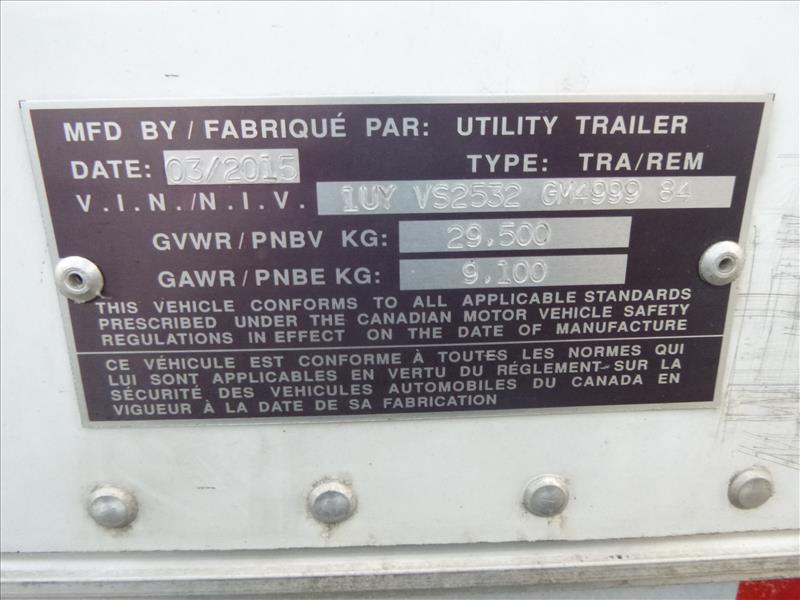 MFD BY / FABRIQUÉ PAR: UTILITY TRAILER
DATE: 03/2015 TYPE: TRA/REM
V.I.N./N.I.V. 1UY VS2532 GM4999 84
GVWR/PNBV KG: 29,500
GAWR/PNBE KG: 9,100
THIS VEHICLE CONFORMS TO ALL APPLICABLE STANDARDS
PRESCRIBED UNDER THE CANADIAN MOTOR VEHICLE SAFETY
REGULATIONS IN EFFECT ON THE DATE OF MANUFACTURE
CE VÉHICULE EST CONFORME À TOUTES LES NORMES QUI
LUI SONT APPLICABLES EN VERTU DU RÉGLEMENT SUR LA
SÉCURITÉ DES VEHICULES AUTOMOBILES DU CANADA EN
VIGUEUR À LA DATE DE SA FABRICATION